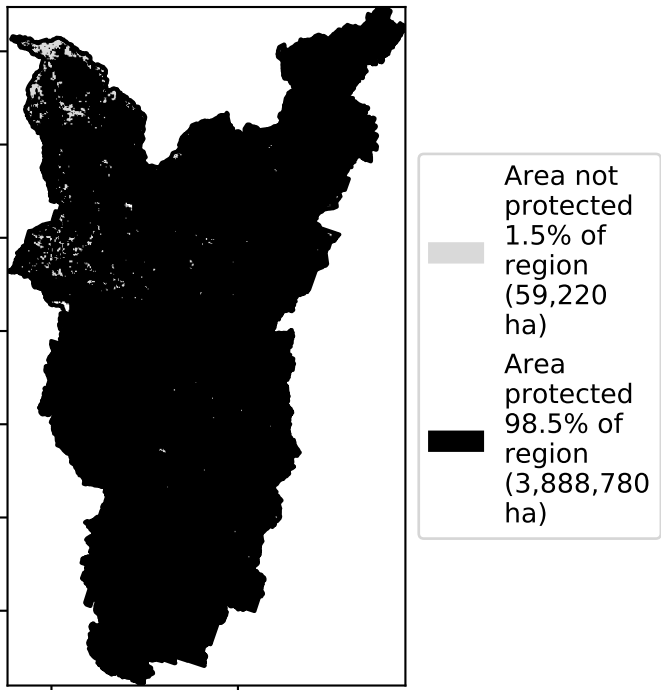 Area not
protected
1.5% of
region
(59,220
ha)
Area
protected
98.5% of
region
(3,888,780
ha)